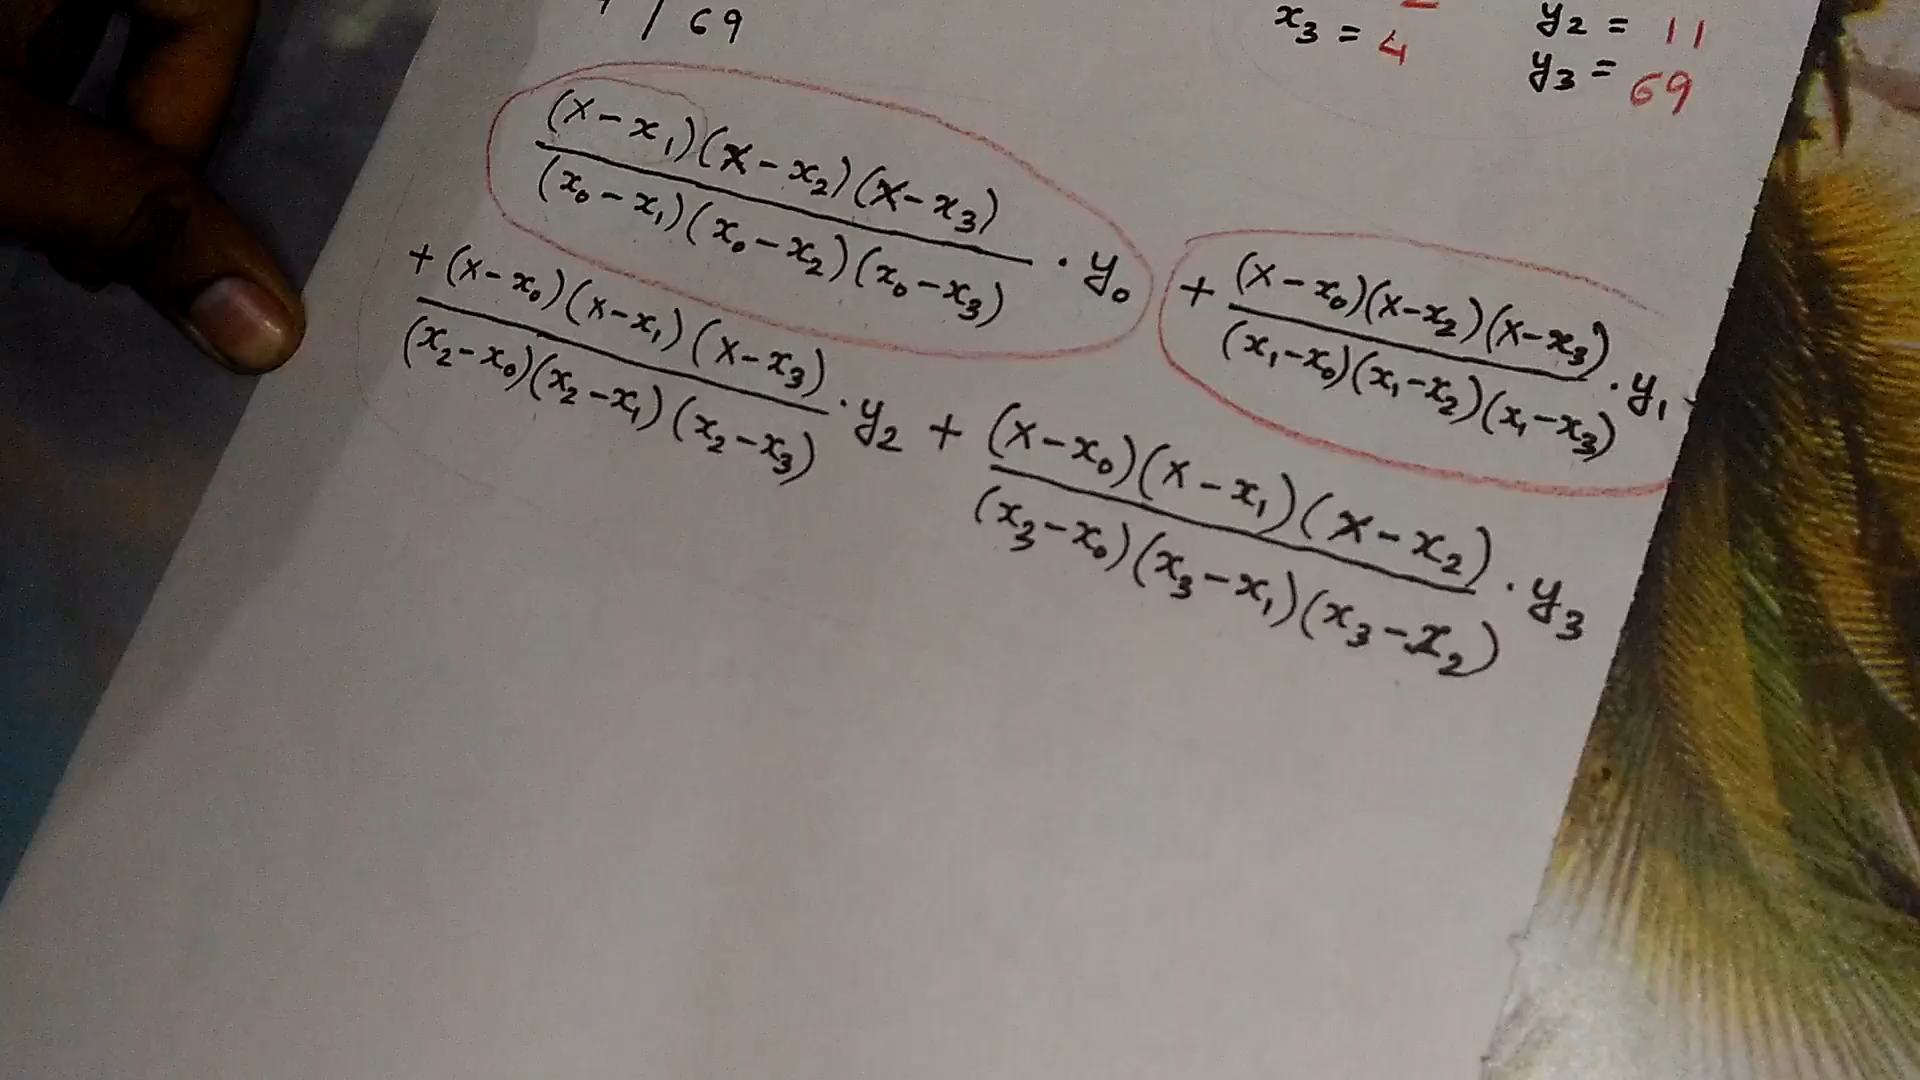 / 69
x₃ = 4
y₂ = 11
y₃ = 69
(x-x₁)(x-x₂)(x-x₃)
(x₀-x₁)(x₀-x₂)(x₀-x₃) · y₀
+ (x-x₀)(x-x₂)(x-x₃)
(x₁-x₀)(x₁-x₂)(x₁-x₃) · y₁
+ (x-x₀)(x-x₁)(x-x₃)
(x₂-x₀)(x₂-x₁)(x₂-x₃) · y₂
+ (x-x₀)(x-x₁)(x-x₂)
(x₃-x₀)(x₃-x₁)(x₃-x₂) · y₃